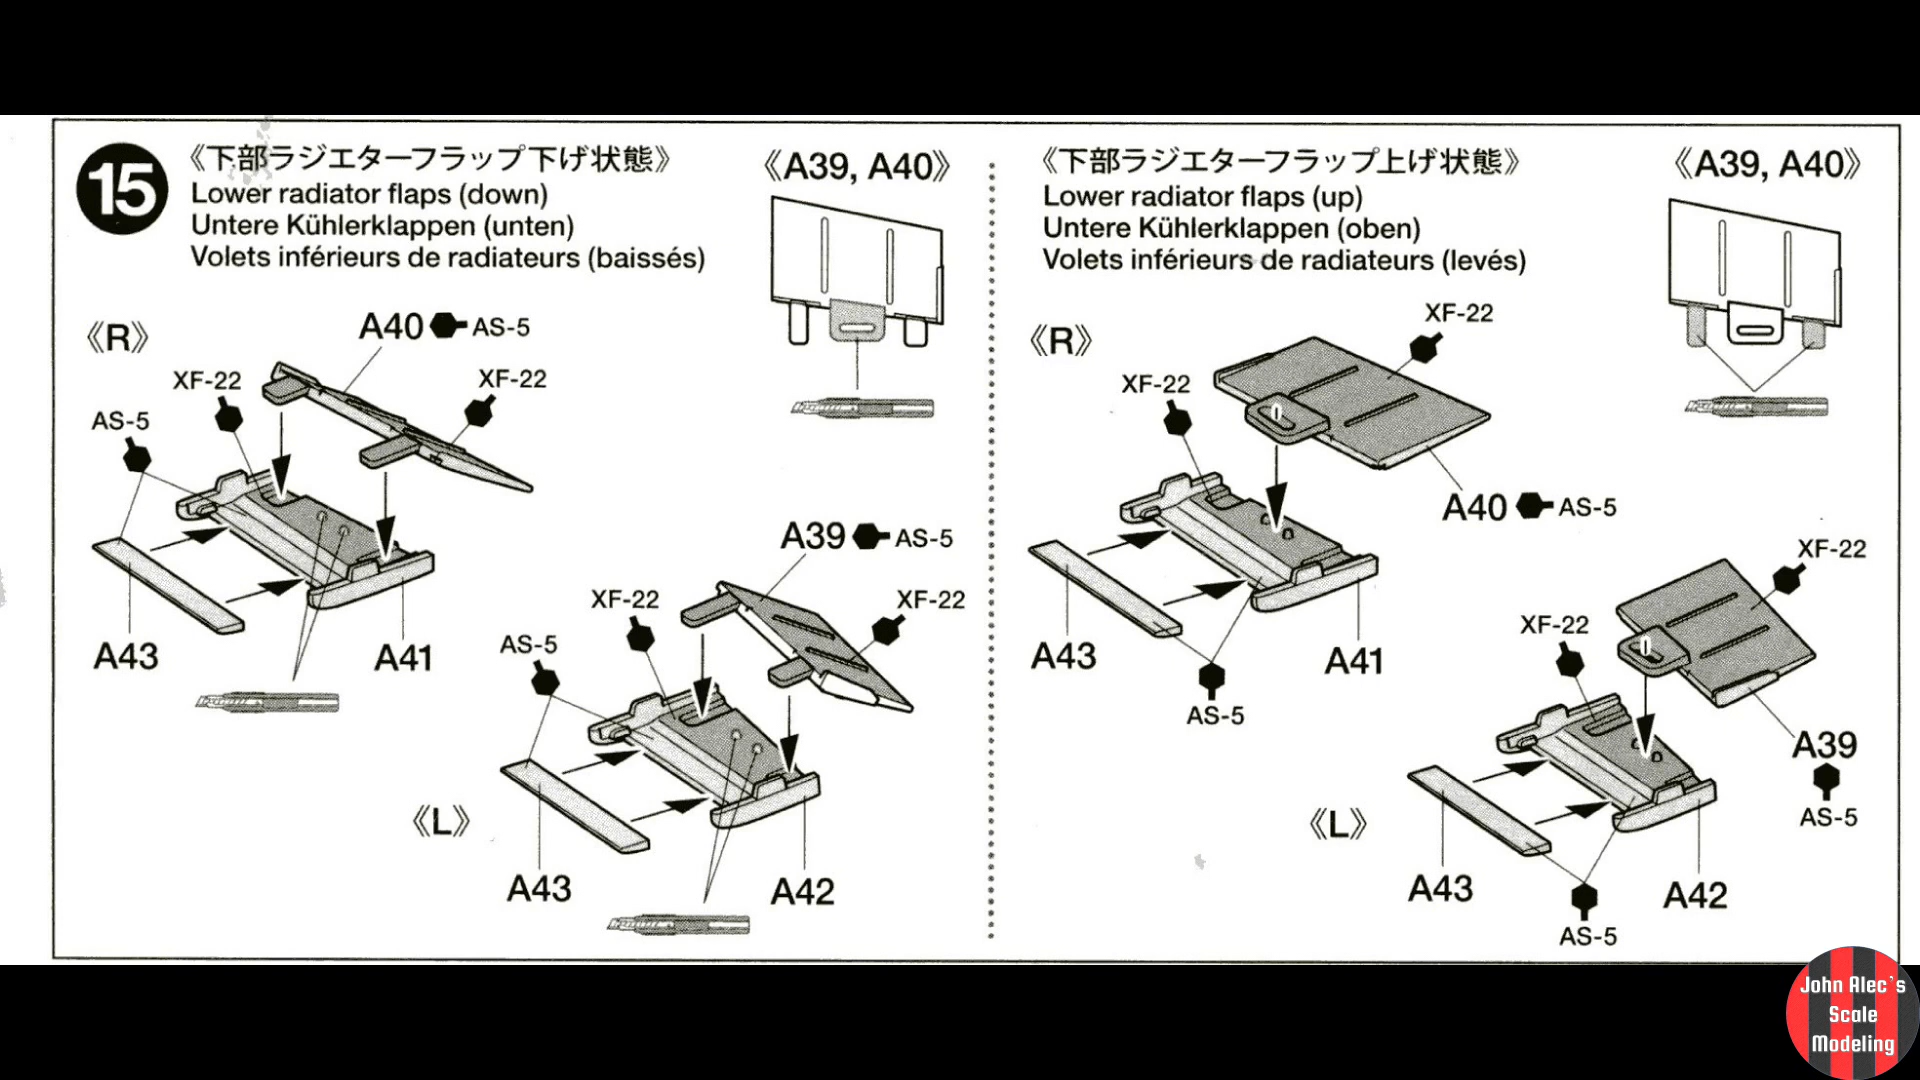 15
《下部ラジエターフラップ下げ状態》
Lower radiator flaps (down)
Untere Kühlerklappen (unten)
Volets inférieurs de radiateurs (baissés)
《A39, A40》
《R》
A40 AS-5
XF-22
XF-22
AS-5
A43
A41
A39 AS-5
XF-22
XF-22
AS-5
《L》
A43
A42
《下部ラジエターフラップ上げ状態》
Lower radiator flaps (up)
Untere Kühlerklappen (oben)
Volets inférieurs de radiateurs (levés)
《A39, A40》
《R》
XF-22
XF-22
A40 AS-5
A43
A41
AS-5
XF-22
XF-22
A39
AS-5
《L》
A43
A42
AS-5
John Alec's
Scale
Modeling